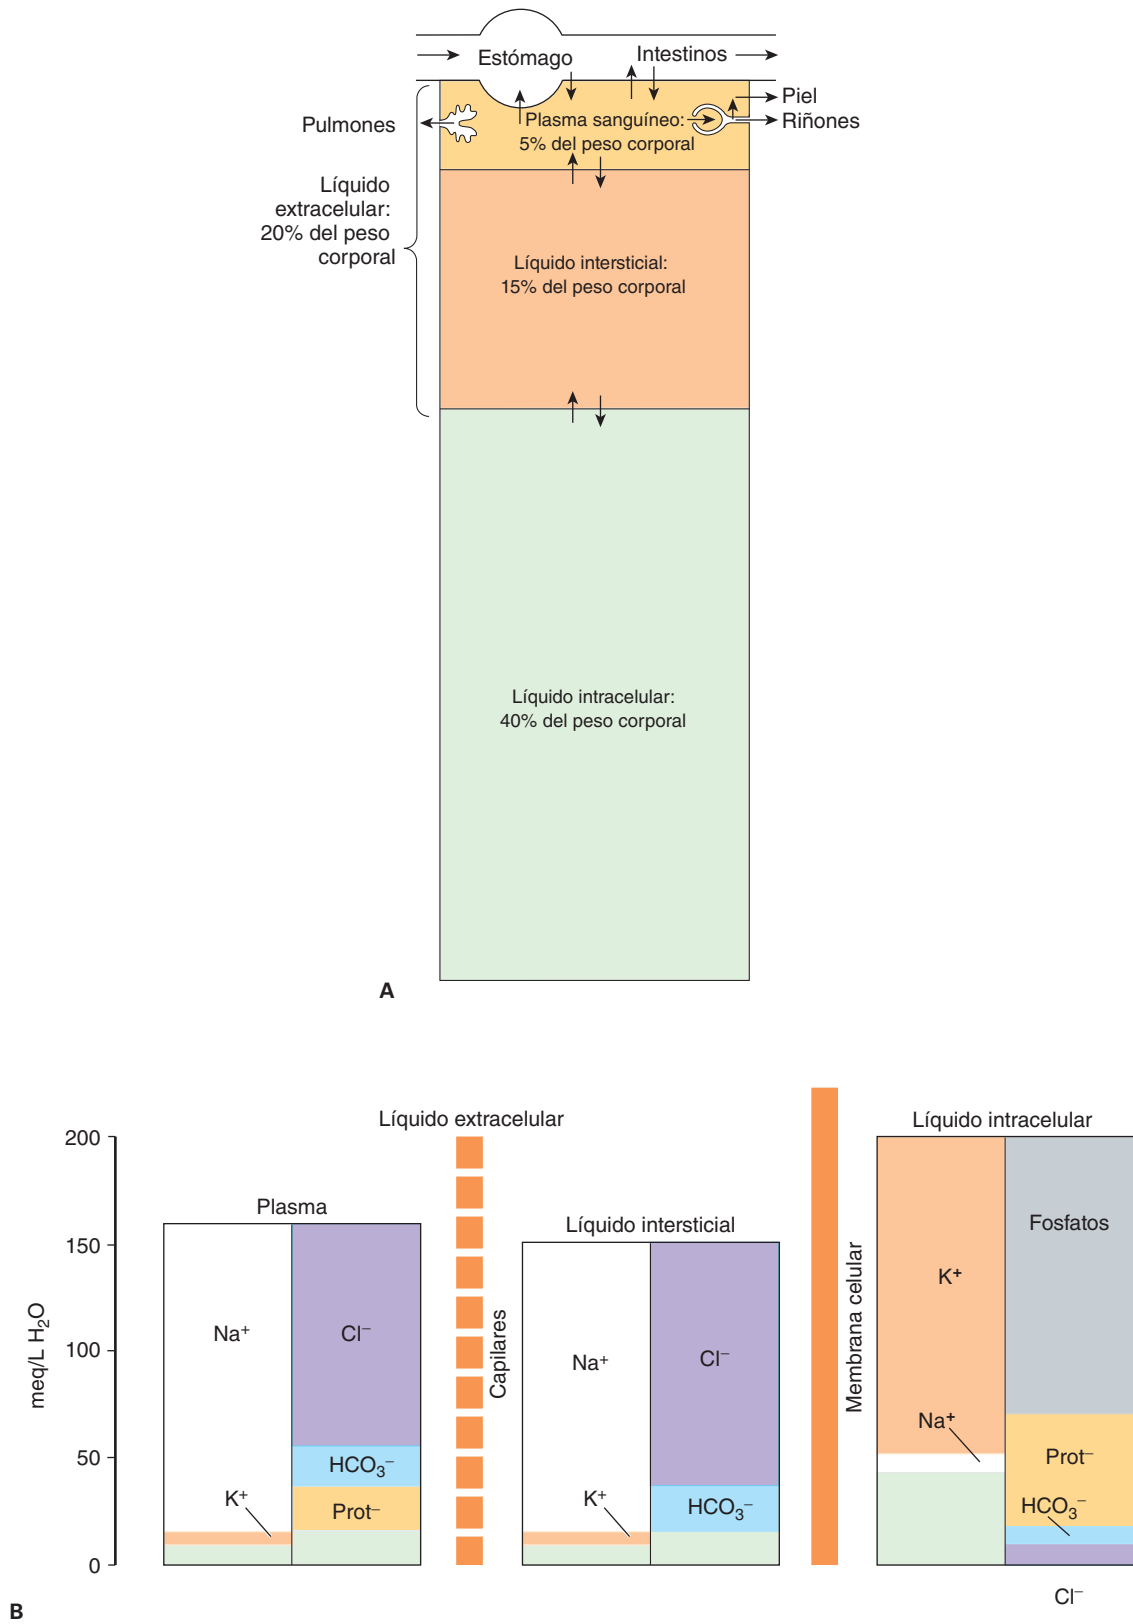 Estómago
Intestinos
Piel
Pulmones
Plasma sanguíneo:
5% del peso corporal
Riñones
Líquido
extracelular:
20% del peso
corporal
Líquido intersticial:
15% del peso corporal
Líquido intracelular:
40% del peso corporal
A
Líquido extracelular
Líquido intracelular
200
150
100
50
0
meq/L H₂O
Plasma
Na⁺
Cl⁻
HCO₃⁻
K⁺
Prot⁻
Capilares
Líquido intersticial
Na⁺
Cl⁻
K⁺
HCO₃⁻
Membrana celular
Fosfatos
K⁺
Na⁺
Prot⁻
HCO₃⁻
Cl⁻
B